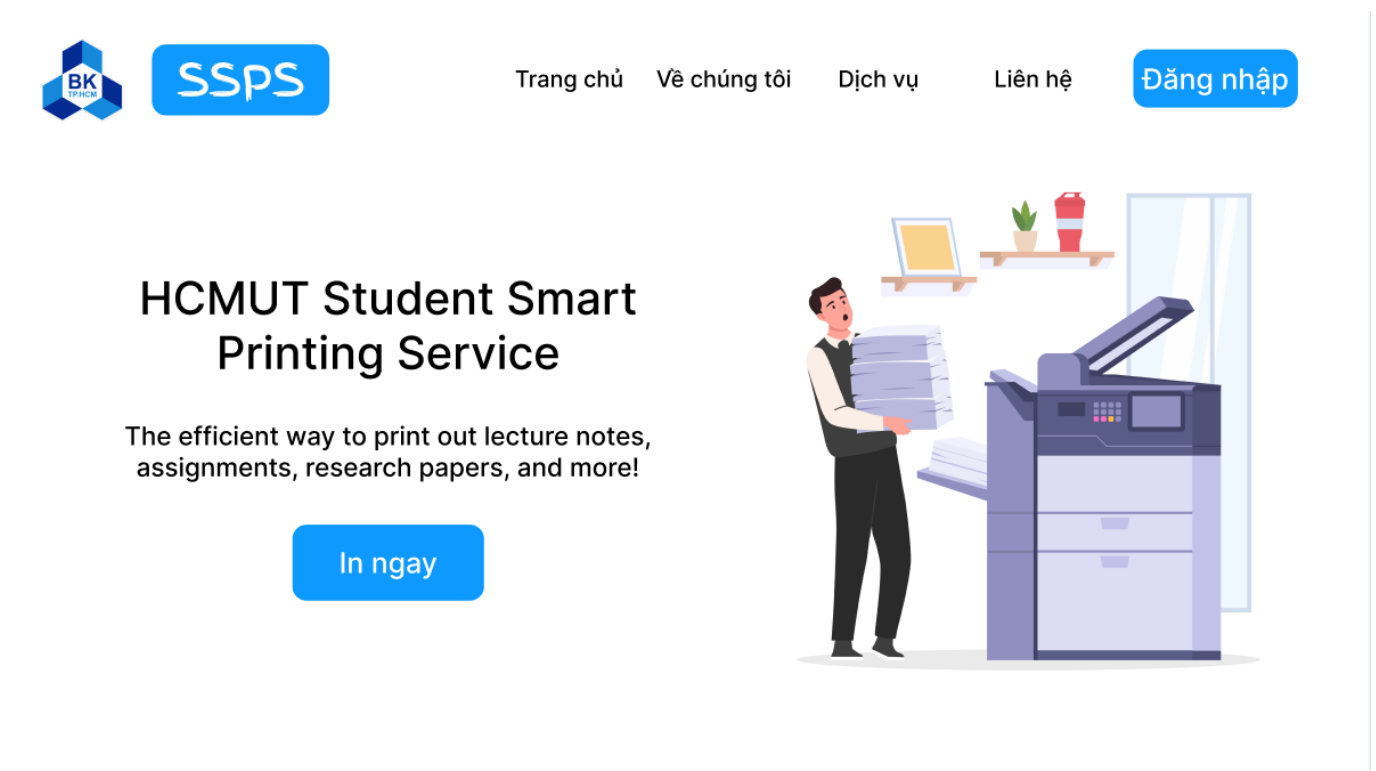 BK
TP.HCM
SSPS
Trang chủ
Về chúng tôi
Dịch vụ
Liên hệ
Đăng nhập
HCMUT Student Smart
Printing Service
The efficient way to print out lecture notes,
assignments, research papers, and more!
In ngay